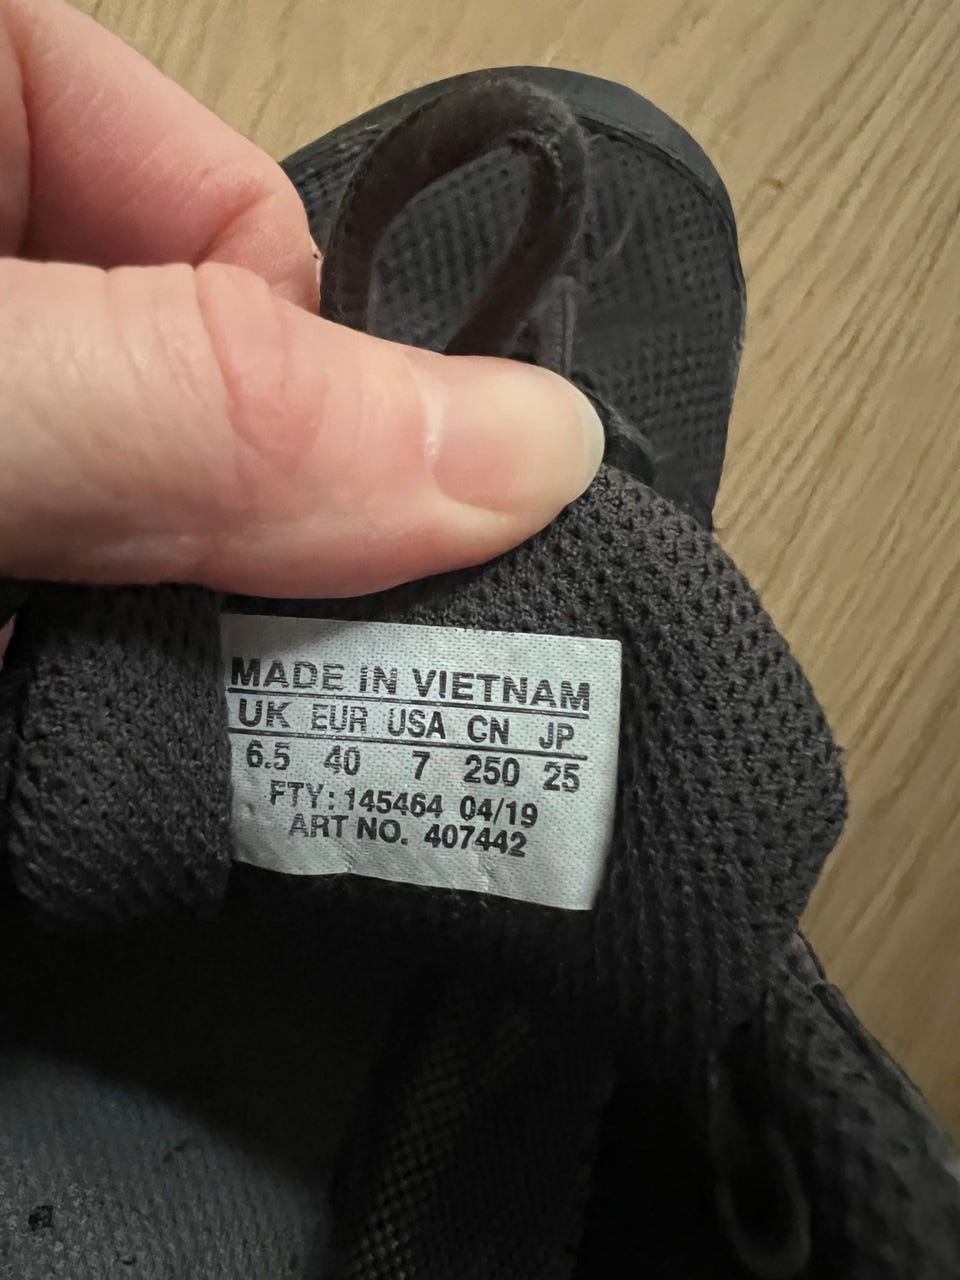 MADE IN VIETNAM
UK EUR USA CN JP
6.5 40 7 250 25
FTY: 145464 04/19
ART NO. 407442